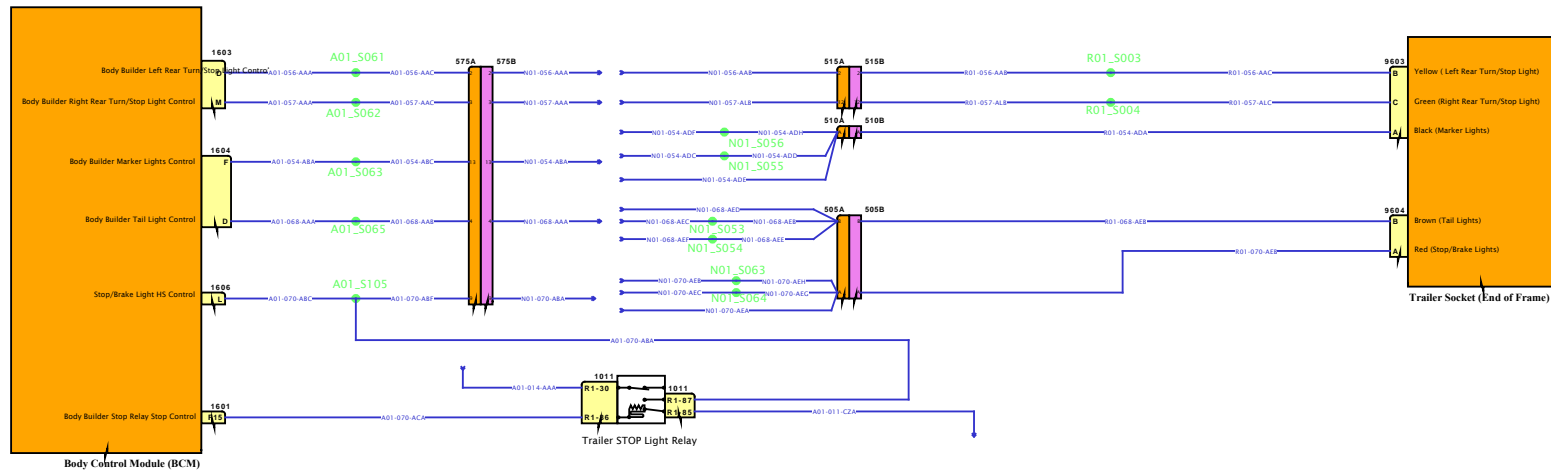 1603
A01_S061
575A
575B
515A
515B
R01_S003
9603
Body Builder Left Rear Turn/Stop Light Control
D
A01-056-AAA
A01-056-AAC
2
2
N01-056-AAA
N01-056-AAB
2
R01-056-AAB
R01-056-AAC
B
Yellow ( Left Rear Turn/Stop Light)
Body Builder Right Rear Turn/Stop Light Control
M
A01-057-AAA
A01-057-AAC
3
3
N01-057-AAA
N01-057-ALB
R01-057-ALB
R01-057-ALC
C
Green (Right Rear Turn/Stop Light)
A01_S062
R01_S004
510A
510B
N01-054-ADF
N01-054-ADH
R01-054-ADA
A
Black (Marker Lights)
N01_S056
1604
N01-054-ADC
N01-054-ADD
Body Builder Marker Lights Control
F
A01-054-ABA
A01-054-ABC
11
N01-054-ABA
N01_S055
A01_S063
N01-054-ADE
505A
505B
9604
N01-068-AED
Body Builder Tail Light Control
D
A01-068-AAA
A01-068-AAB
4
4
N01-068-AAA
N01-068-AEC
N01-068-AEB
R01-068-AEB
B
Brown (Tail Lights)
A01_S065
N01_S053
N01-068-AEF
N01-068-AEE
N01_S054
R01-070-AEB
A
Red (Stop/Brake Lights)
N01_S063
1606
A01_S105
N01-070-AEB
N01-070-AEH
Stop/Brake Light HS Control
L
A01-070-ABC
A01-070-ABF
N01-070-ABA
N01-070-AEC
N01-070-AEG
N01_S064
Trailer Socket (End of Frame)
N01-070-AEA
A01-070-ABA
1011
A01-014-AAA
R1-30
1011
R1-87
1601
Body Builder Stop Relay Stop Control
F15
A01-070-ACA
R1-86
R1-85
A01-011-CZA
Trailer STOP Light Relay
Body Control Module (BCM)